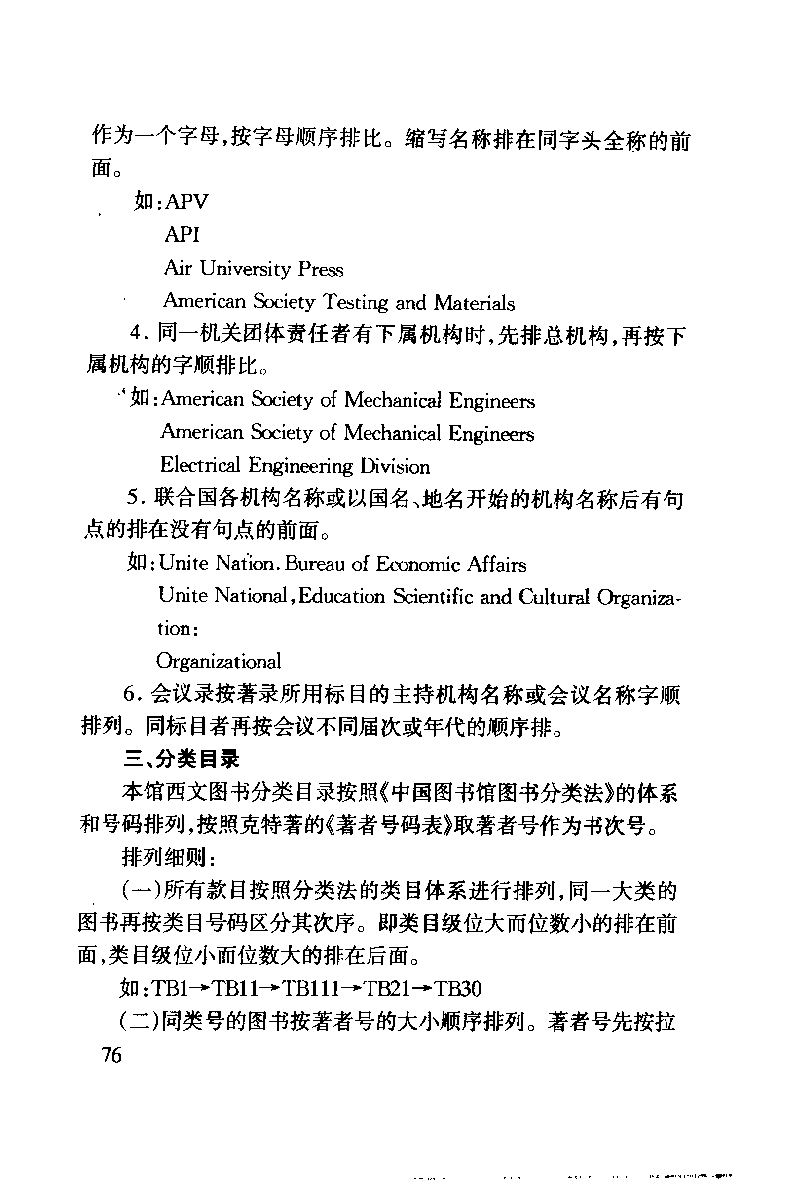 作为一个字母,按字母顺序排比。缩写名称排在同字头全称的前
面。
如:APV
API
Air University Press
American Society Testing and Materials
4. 同一机关团体责任者有下属机构时,先排总机构,再按下
属机构的字顺排比。
如:American Society of Mechanical Engineers
American Society of Mechanical Engineers
Electrical Engineering Division
5. 联合国各机构名称或以国名、地名开始的机构名称后有句
点的排在没有句点的前面。
如:Unite Nation. Bureau of Economic Affairs
Unite National,Education Scientific and Cultural Organiza-
tion:
Organizational
6. 会议录按著录所用标目的主持机构名称或会议名称字顺
排列。同标目者再按会议不同届次或年代的顺序排。
三、分类目录
本馆西文图书分类目录按照《中国图书馆图书分类法》的体系
和号码排列,按照克特著的《著者号码表》取著者号作为书次号。
排列细则:
(一)所有款目按照分类法的类目体系进行排列,同一大类的
图书再按类目号码区分其次序。即类目级位大而位数小的排在前
面,类目级位小而位数大的排在后面。
如:TB1→TB11→TB111→TB21→TB30
(二)同类号的图书按著者号的大小顺序排列。著者号先按拉
76